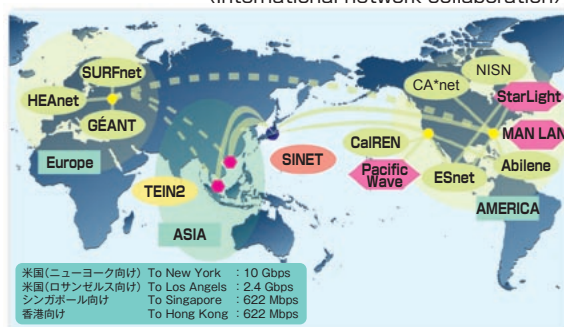 (International network collaboration)
SURFnet
HEAnet
GÉANT
Europe
TEIN2
ASIA
SINET
CA*net
NISN
StarLight
CalREN
MAN LAN
Pacific
Wave
ESnet
Abilene
AMERICA
米国(ニューヨーク向け) To New York : 10 Gbps
米国(ロサンゼルス向け) To Los Angels : 2.4 Gbps
シンガポール向け To Singapore : 622 Mbps
香港向け To Hong Kong : 622 Mbps